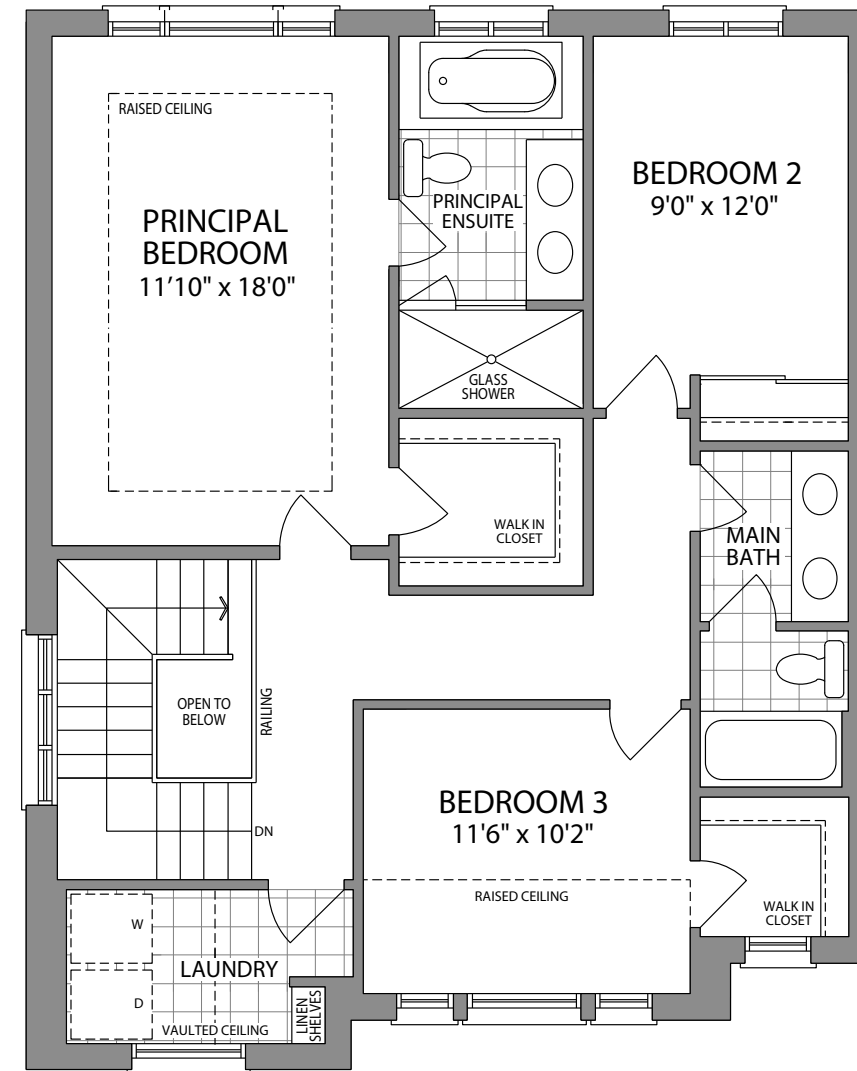 RAISED CEILING
PRINCIPAL
BEDROOM
11’10" x 18'0"
PRINCIPAL
ENSUITE
GLASS
SHOWER
BEDROOM 2
9'0" x 12'0"
WALK IN
CLOSET
MAIN
BATH
OPEN TO
BELOW
RAILING
DN
BEDROOM 3
11'6" x 10'2"
RAISED CEILING
WALK IN
CLOSET
W
LAUNDRY
D
VAULTED CEILING
LINEN
SHELVES